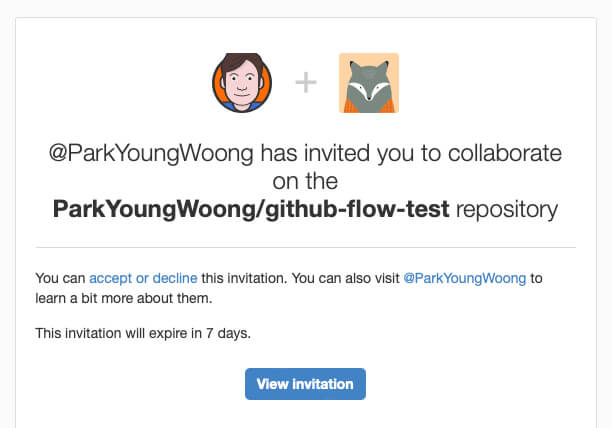 @ParkYoungWoong has invited you to collaborate
on the
ParkYoungWoong/github-flow-test repository
You can accept or decline this invitation. You can also visit @ParkYoungWoong to
learn a bit more about them.
This invitation will expire in 7 days.
View invitation